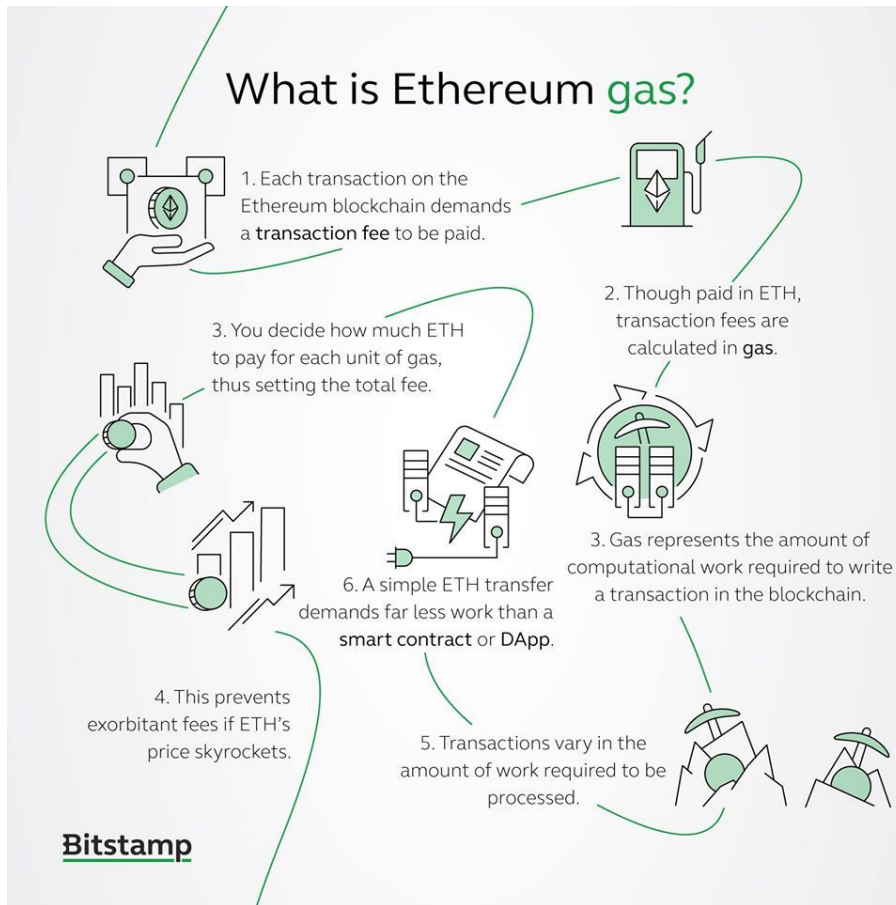 What is Ethereum gas?
1. Each transaction on the
Ethereum blockchain demands
a transaction fee to be paid.
2. Though paid in ETH,
transaction fees are
calculated in gas.
3. Gas represents the amount of
computational work required to write
a transaction in the blockchain.
5. Transactions vary in the
amount of work required to be
processed.
6. A simple ETH transfer
demands far less work than a
smart contract or DApp.
3. You decide how much ETH
to pay for each unit of gas,
thus setting the total fee.
4. This prevents
exorbitant fees if ETH's
price skyrockets.
Bitstamp